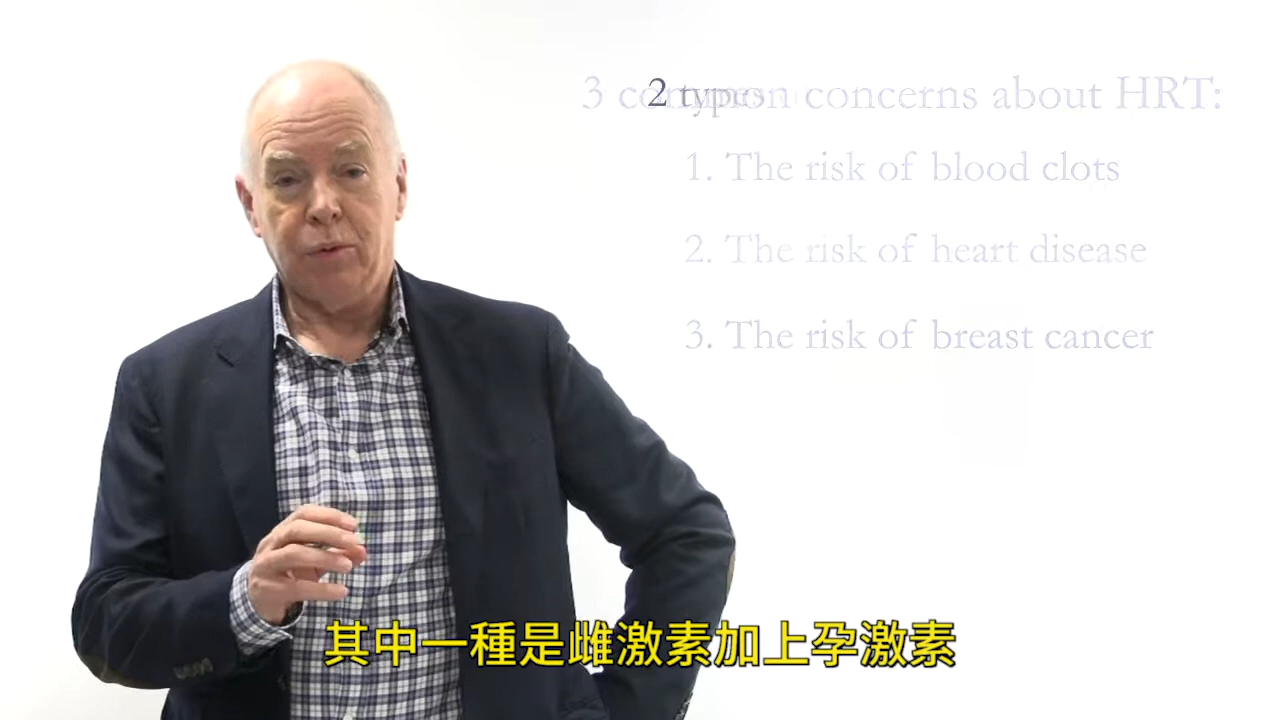 3 common concerns about HRT:
2 types
1. The risk of blood clots
2. The risk of heart disease
3. The risk of breast cancer
其中一種是雌激素加上孕激素